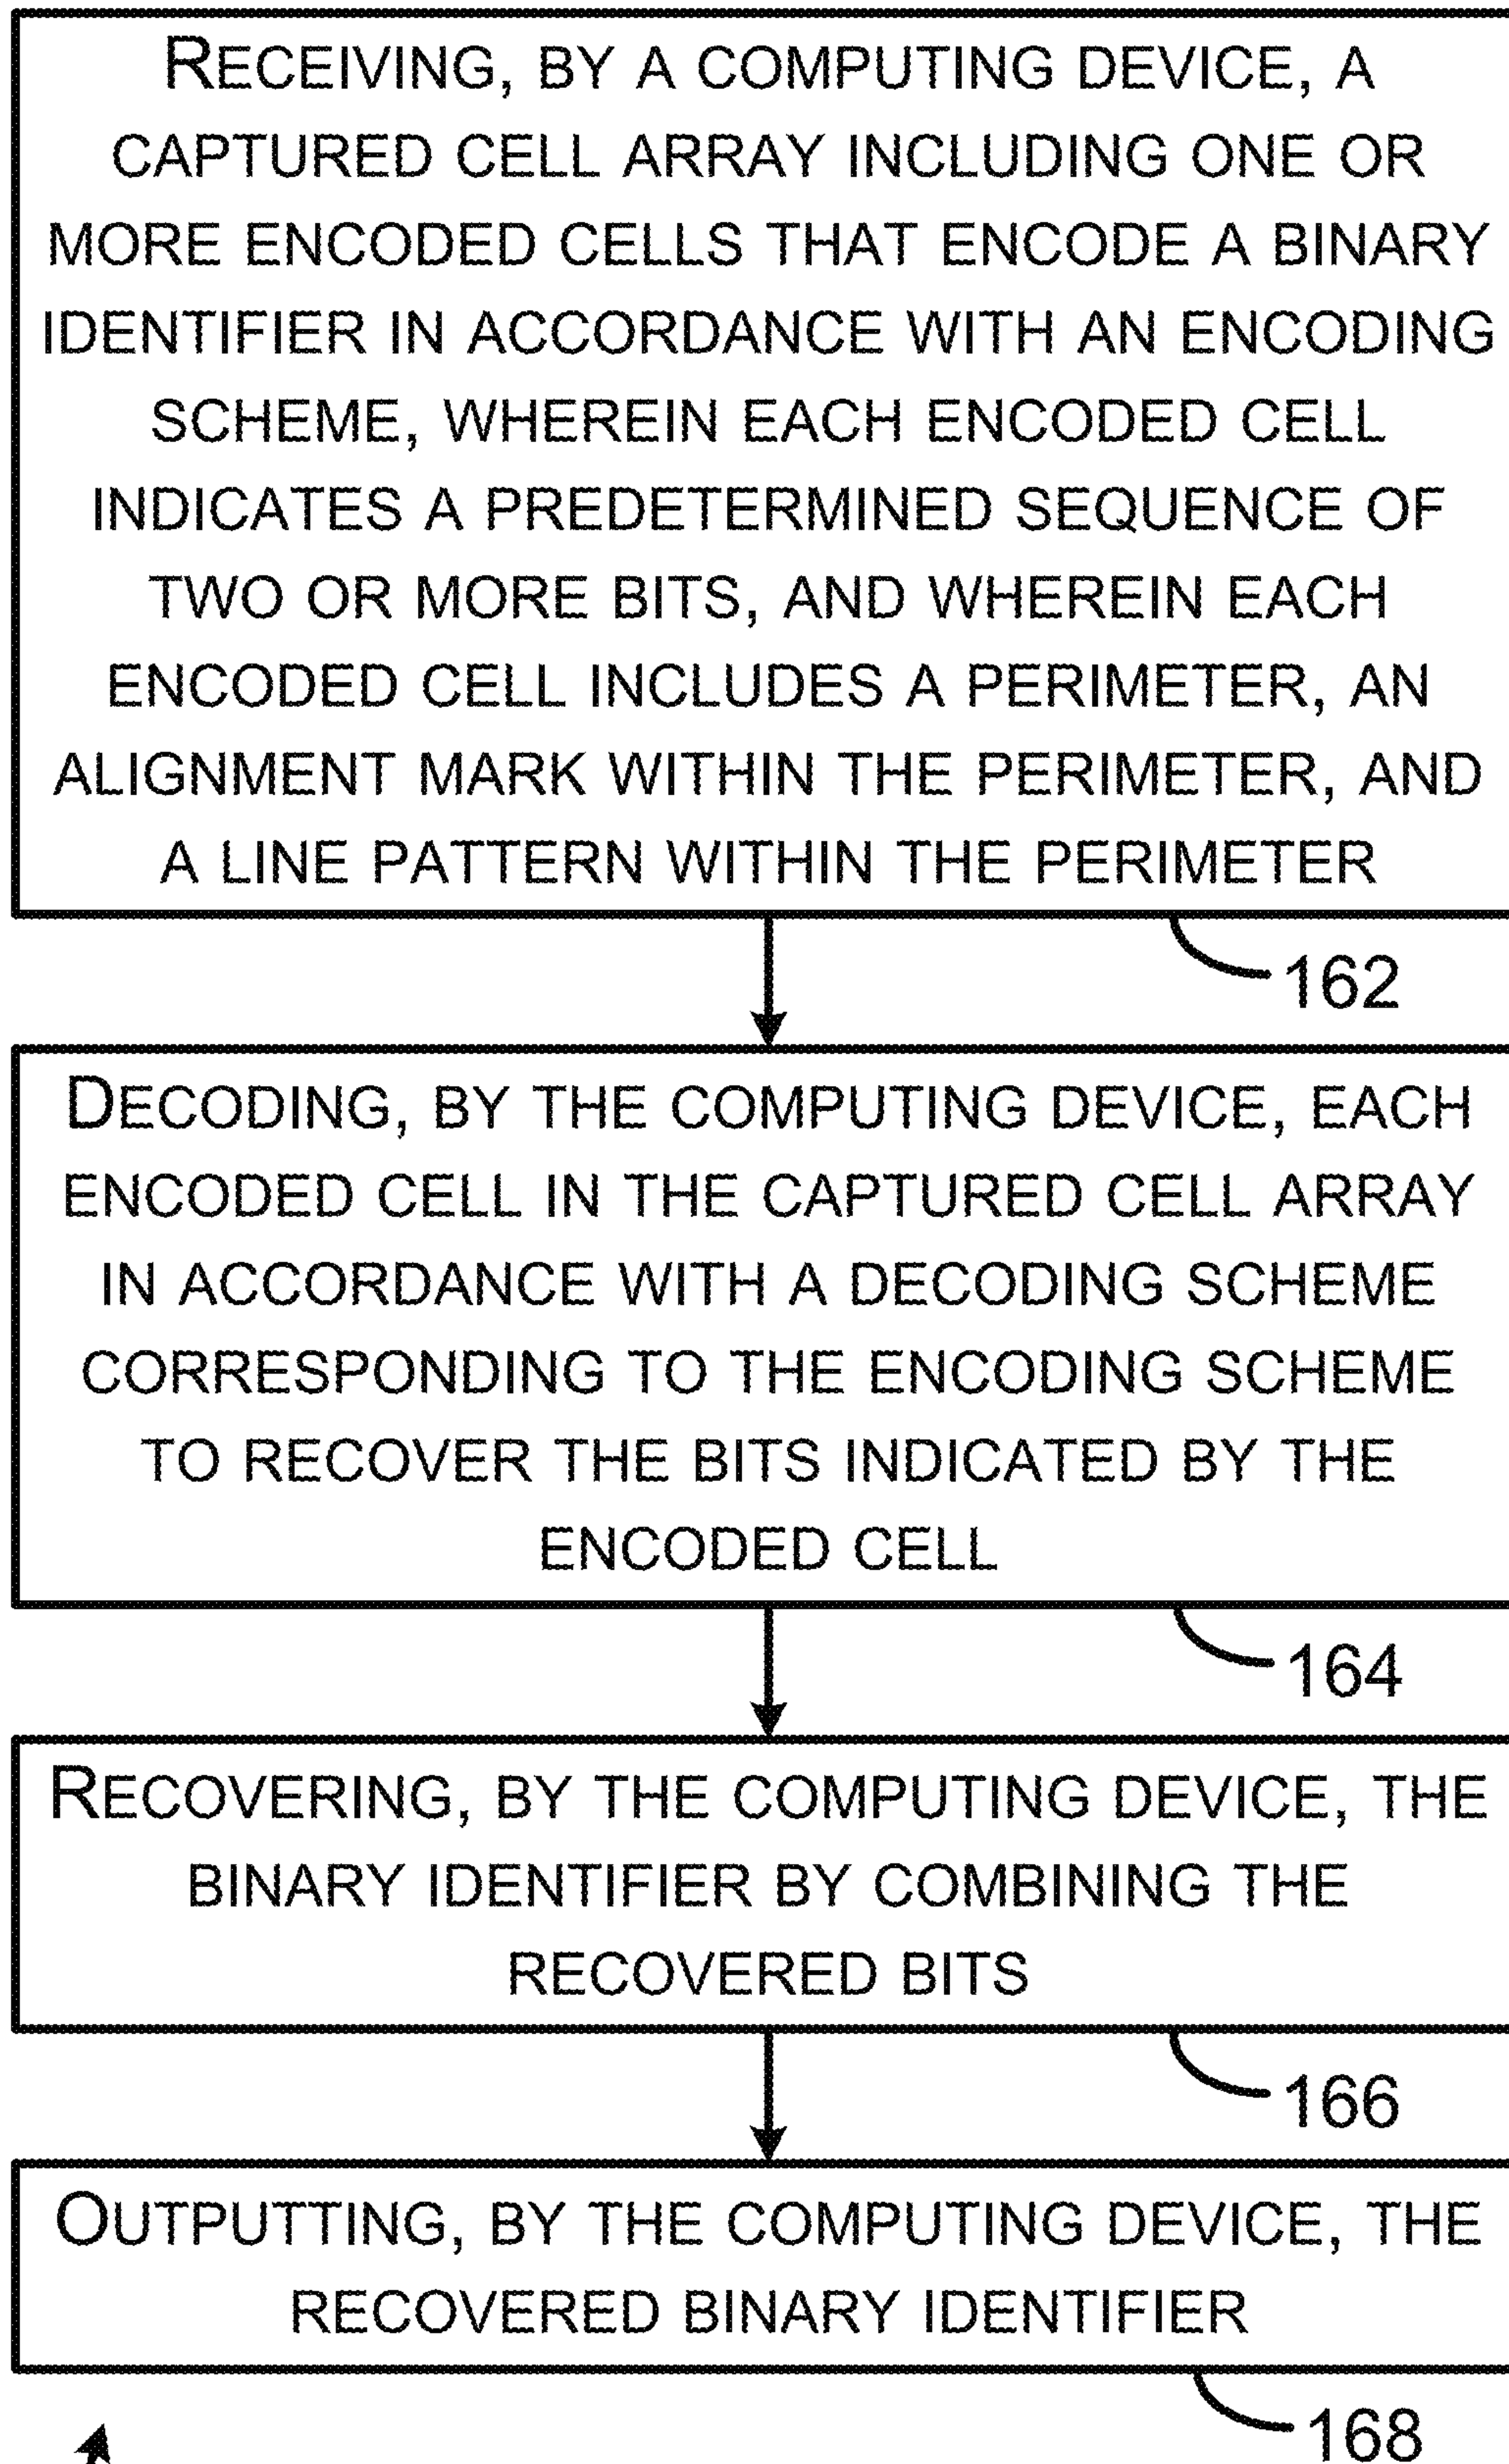 RECEIVING, BY A COMPUTING DEVICE, A
CAPTURED CELL ARRAY INCLUDING ONE OR
MORE ENCODED CELLS THAT ENCODE A BINARY
IDENTIFIER IN ACCORDANCE WITH AN ENCODING
SCHEME, WHEREIN EACH ENCODED CELL
INDICATES A PREDETERMINED SEQUENCE OF
TWO OR MORE BITS, AND WHEREIN EACH
ENCODED CELL INCLUDES A PERIMETER, AN
ALIGNMENT MARK WITHIN THE PERIMETER, AND
A LINE PATTERN WITHIN THE PERIMETER
162
DECODING, BY THE COMPUTING DEVICE, EACH
ENCODED CELL IN THE CAPTURED CELL ARRAY
IN ACCORDANCE WITH A DECODING SCHEME
CORRESPONDING TO THE ENCODING SCHEME
TO RECOVER THE BITS INDICATED BY THE
ENCODED CELL
164
RECOVERING, BY THE COMPUTING DEVICE, THE
BINARY IDENTIFIER BY COMBINING THE
RECOVERED BITS
166
OUTPUTTING, BY THE COMPUTING DEVICE, THE
RECOVERED BINARY IDENTIFIER
168